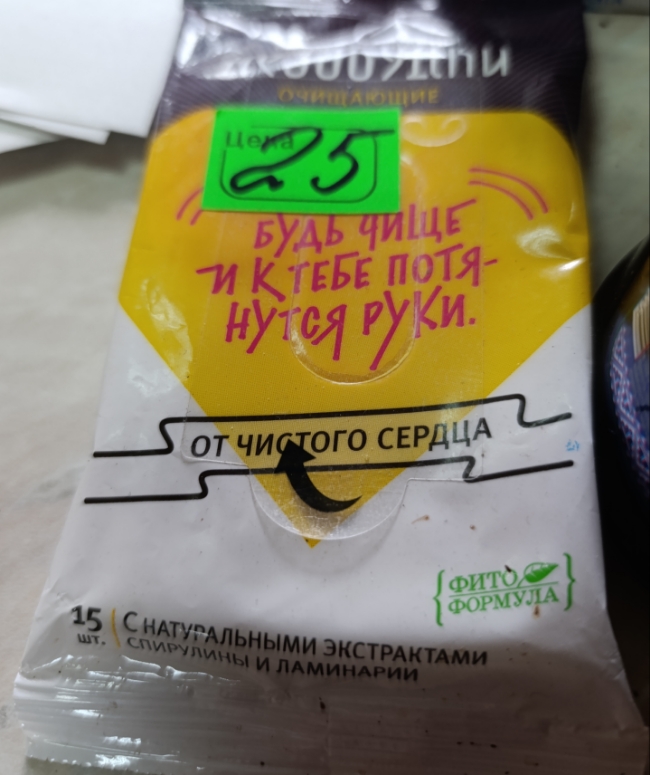 ОЧИЩАЮЩИЕ
Цена
25
БУДЬ ЧИЩЕ
И К ТЕБЕ ПОТЯ-
НУТСЯ РУКИ.
ОТ ЧИСТОГО СЕРДЦА
{ФИТО
ФОРМУЛА}
15 С НАТУРАЛЬНЫМИ ЭКСТРАКТАМИ
ШТ. СПИРУЛИНЫ И ЛАМИНАРИИ